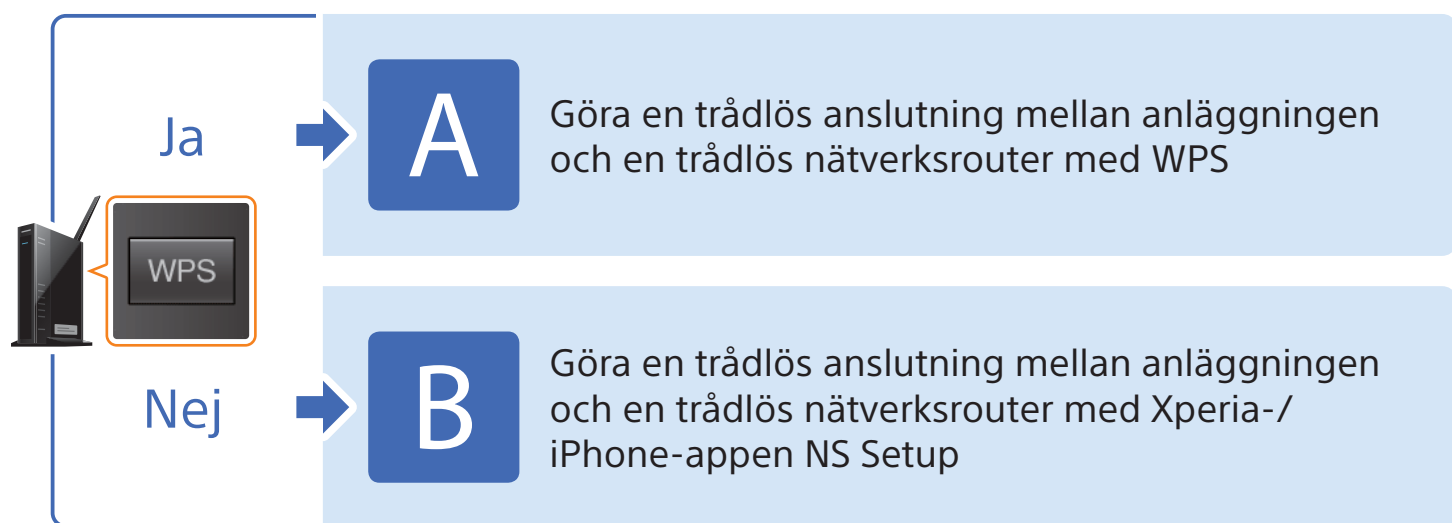 Ja
A
Göra en trådlös anslutning mellan anläggningen
och en trådlös nätverksrouter med WPS
WPS
Nej
B
Göra en trådlös anslutning mellan anläggningen
och en trådlös nätverksrouter med Xperia-/
iPhone-appen NS Setup